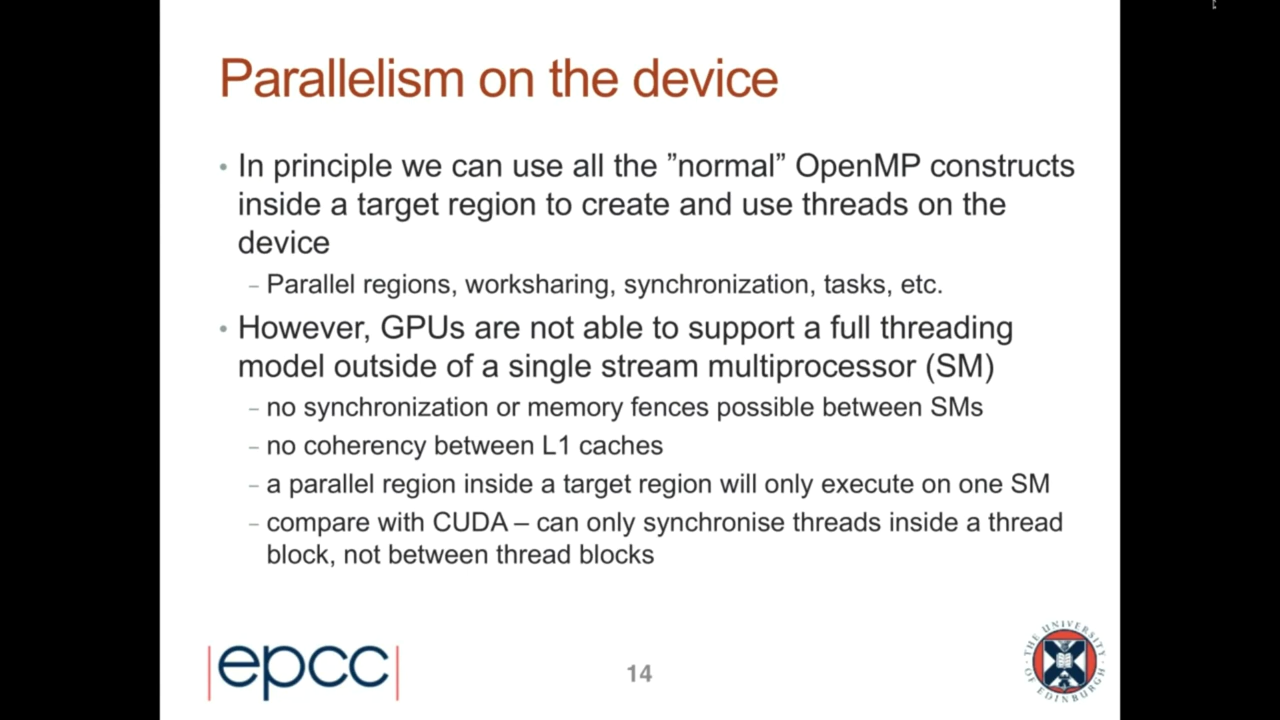 Parallelism on the device
• In principle we can use all the ”normal” OpenMP constructs
inside a target region to create and use threads on the
device
– Parallel regions, worksharing, synchronization, tasks, etc.
• However, GPUs are not able to support a full threading
model outside of a single stream multiprocessor (SM)
– no synchronization or memory fences possible between SMs
– no coherency between L1 caches
– a parallel region inside a target region will only execute on one SM
– compare with CUDA – can only synchronise threads inside a thread
block, not between thread blocks
|epcc|
14
THE UNIVERSITY
OF EDINBURGH